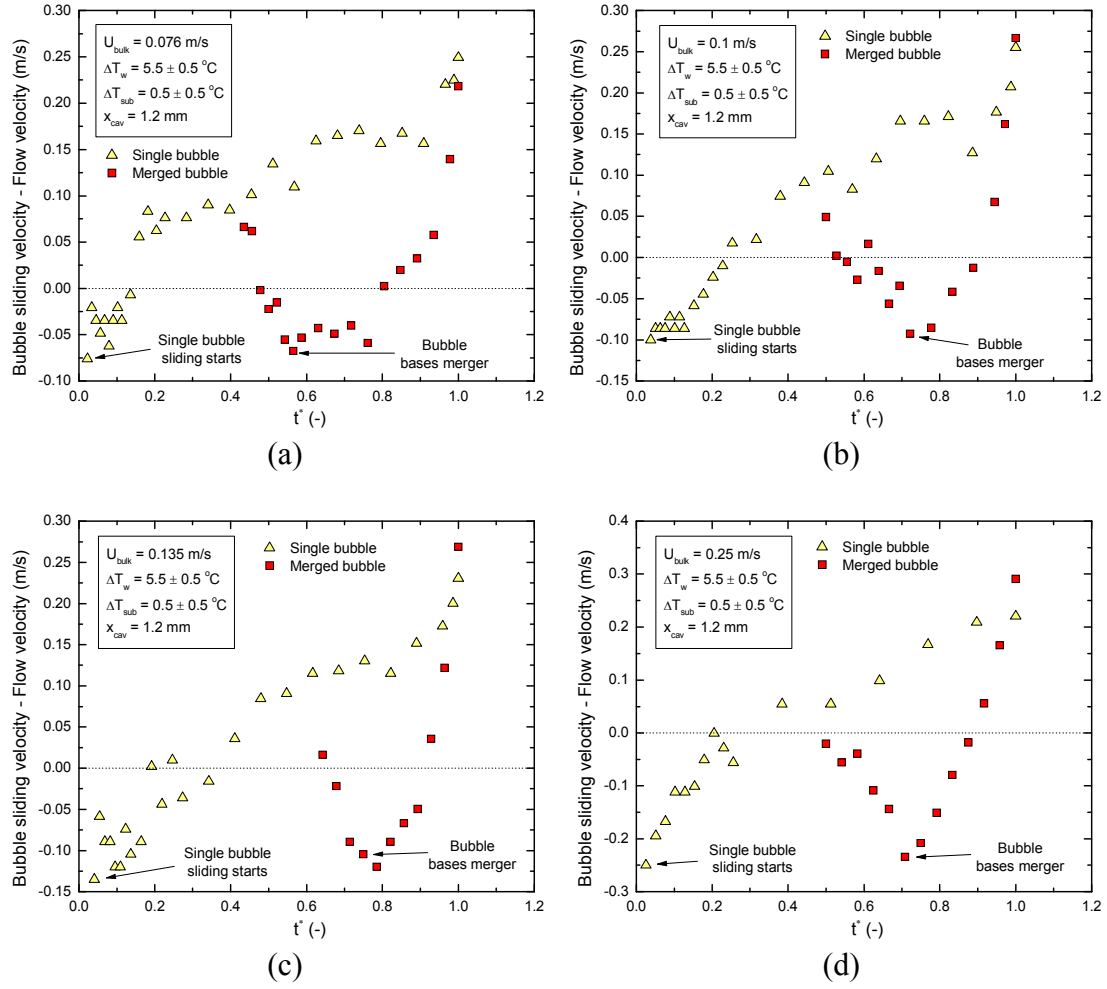 (a)
Bubble sliding velocity - Flow velocity (m/s)
0.30
0.25
0.20
0.15
0.10
0.05
0.00
-0.05
-0.10
U_bulk = 0.076 m/s
ΔT_w = 5.5 ± 0.5 °C
ΔT_sub = 0.5 ± 0.5 °C
x_cav = 1.2 mm
Single bubble
Merged bubble
Single bubble
sliding starts
Bubble
bases merger
0.0 0.2 0.4 0.6 0.8 1.0 1.2
t* (-)
(a)
(b)
Bubble sliding velocity - Flow velocity (m/s)
0.30
0.25
0.20
0.15
0.10
0.05
0.00
-0.05
-0.10
-0.15
U_bulk = 0.1 m/s
ΔT_w = 5.5 ± 0.5 °C
ΔT_sub = 0.5 ± 0.5 °C
x_cav = 1.2 mm
Single bubble
Merged bubble
Single bubble
sliding starts
Bubble
bases merger
0.0 0.2 0.4 0.6 0.8 1.0 1.2
t* (-)
(b)
Bubble sliding velocity - Flow velocity (m/s)
0.30
0.25
0.20
0.15
0.10
0.05
0.00
-0.05
-0.10
-0.15
U_bulk = 0.135 m/s
ΔT_w = 5.5 ± 0.5 °C
ΔT_sub = 0.5 ± 0.5 °C
x_cav = 1.2 mm
Single bubble
Merged bubble
Single bubble
sliding starts
Bubble
bases merger
0.0 0.2 0.4 0.6 0.8 1.0 1.2
t* (-)
(c)
Bubble sliding velocity - Flow velocity (m/s)
0.4
0.3
0.2
0.1
0.0
-0.1
-0.2
-0.3
U_bulk = 0.25 m/s
ΔT_w = 5.5 ± 0.5 °C
ΔT_sub = 0.5 ± 0.5 °C
x_cav = 1.2 mm
Single bubble
Merged bubble
Single bubble
sliding starts
Bubble
bases merger
0.0 0.2 0.4 0.6 0.8 1.0 1.2
t* (-)
(d)